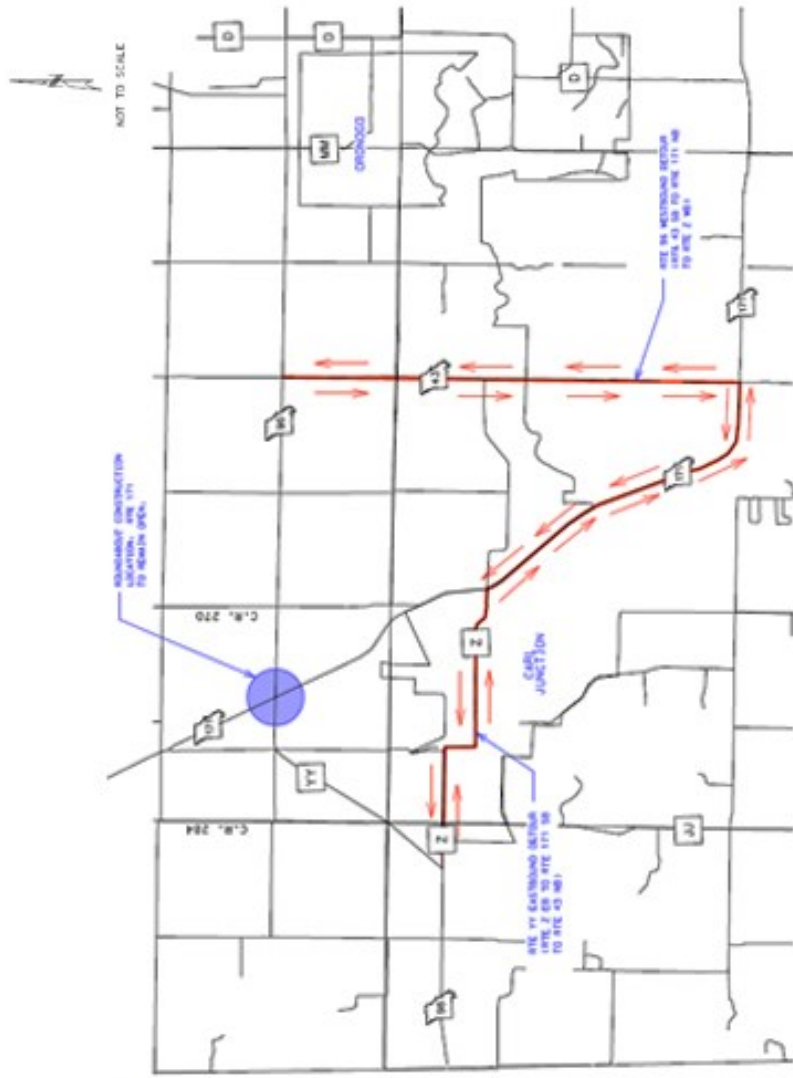 NOT TO SCALE
D
D
MM
ORONOGO
D
ROUNDABOUT CONSTRUCTION
LOCATION. RTE 171
TO REMAIN OPEN.
96
43
RTE 96 WESTBOUND DETOUR
(RTE 43 SB TO RTE 171 NB
TO RTE Z WB)
171
171
C.R. 270
171
YY
Z
CARL
JUNCTION
C.R. 284
Z
RTE YY EASTBOUND DETOUR
(RTE Z EB TO RTE 171 SB
TO RTE 43 NB)
JJ
96